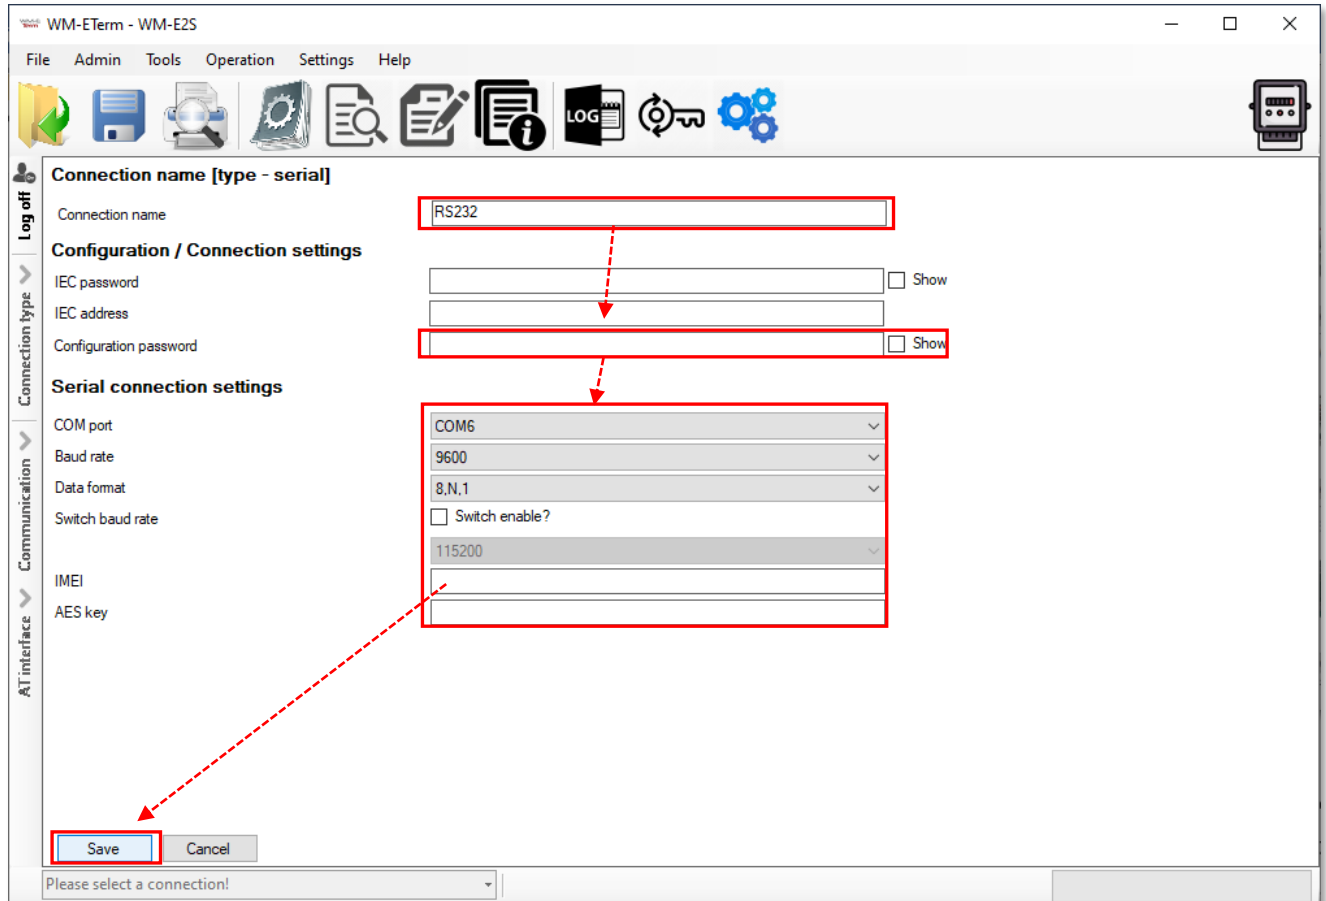 WM-ETerm - WM-E2S
File Admin Tools Operation Settings Help
LOG
Log off
Connection type
Communication
AT interface
Connection name [type - serial]
Connection name RS232
Configuration / Connection settings
IEC password Show
IEC address
Configuration password Show
Serial connection settings
COM port COM6
Baud rate 9600
Data format 8,N,1
Switch baud rate Switch enable?
115200
IMEI
AES key
Save Cancel
Please select a connection!